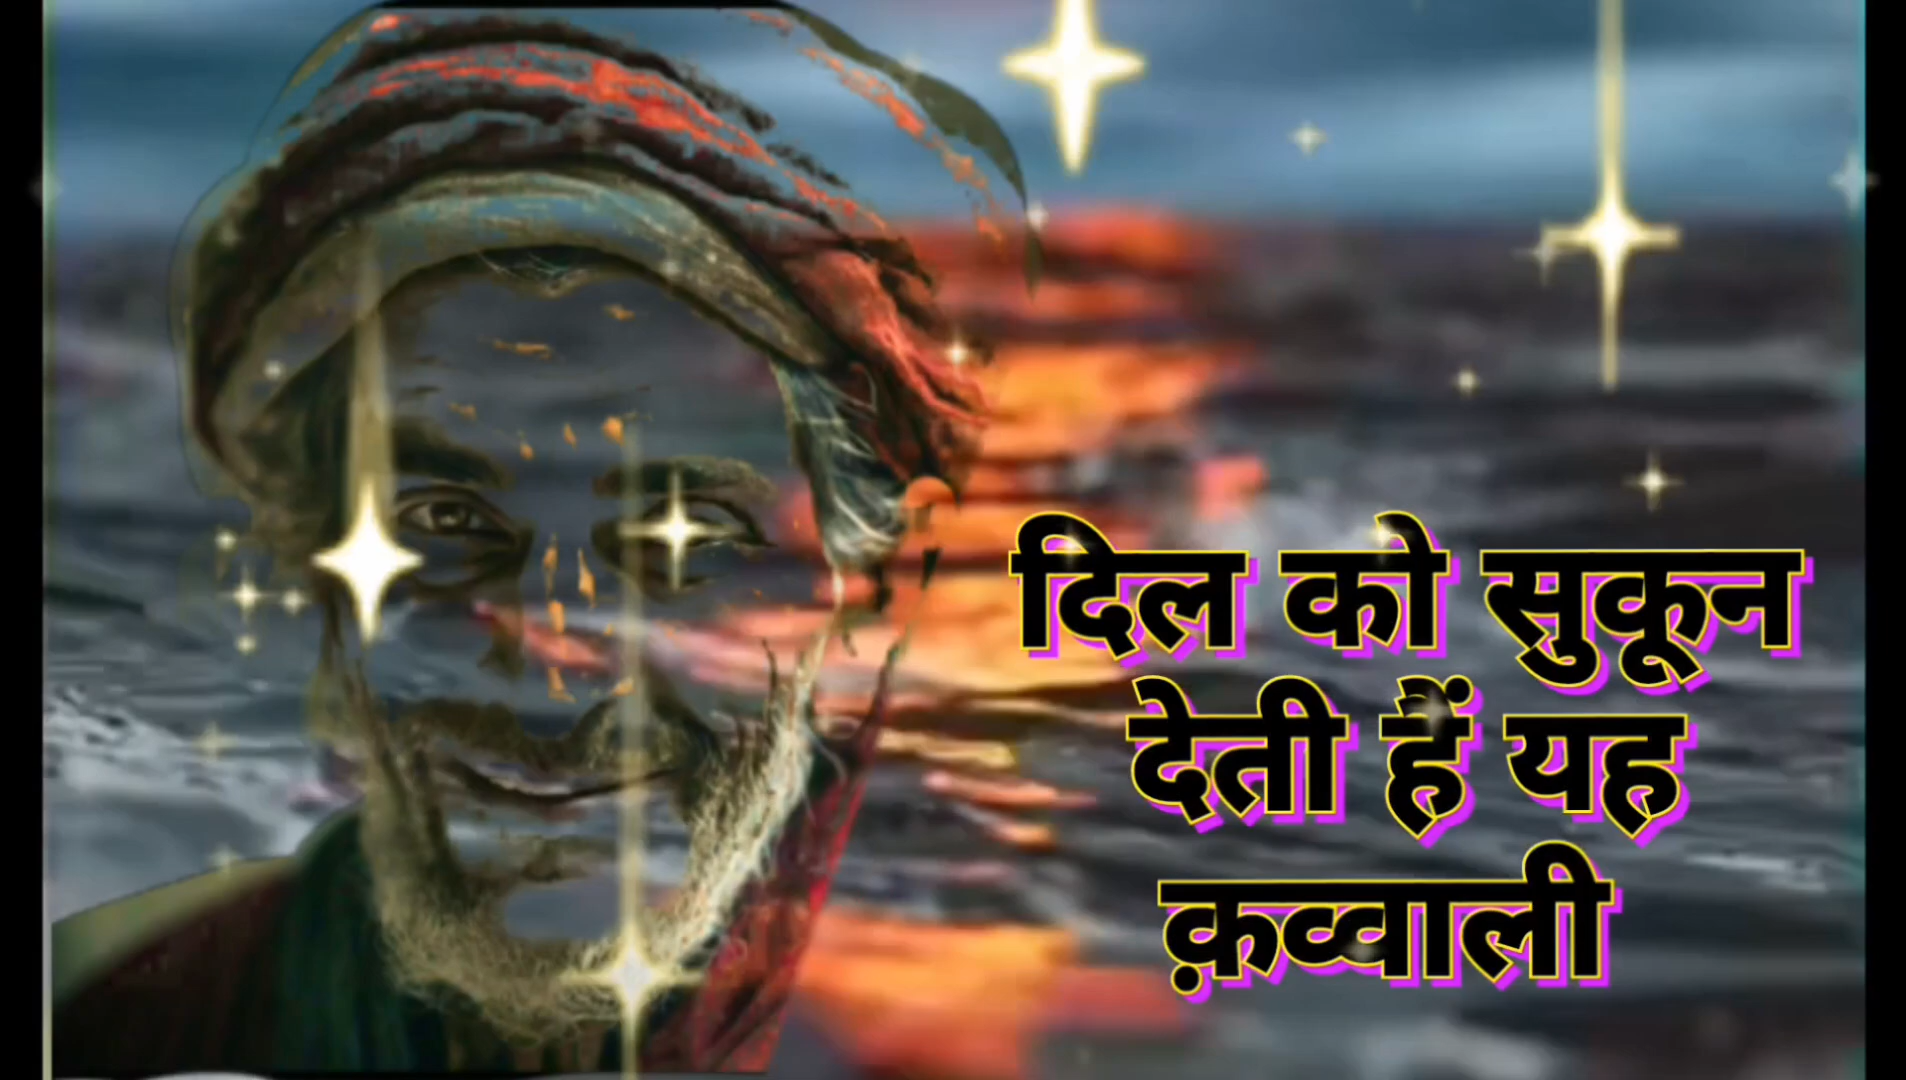 दिल को सुकून
देती हैं यह
क़व्वाली